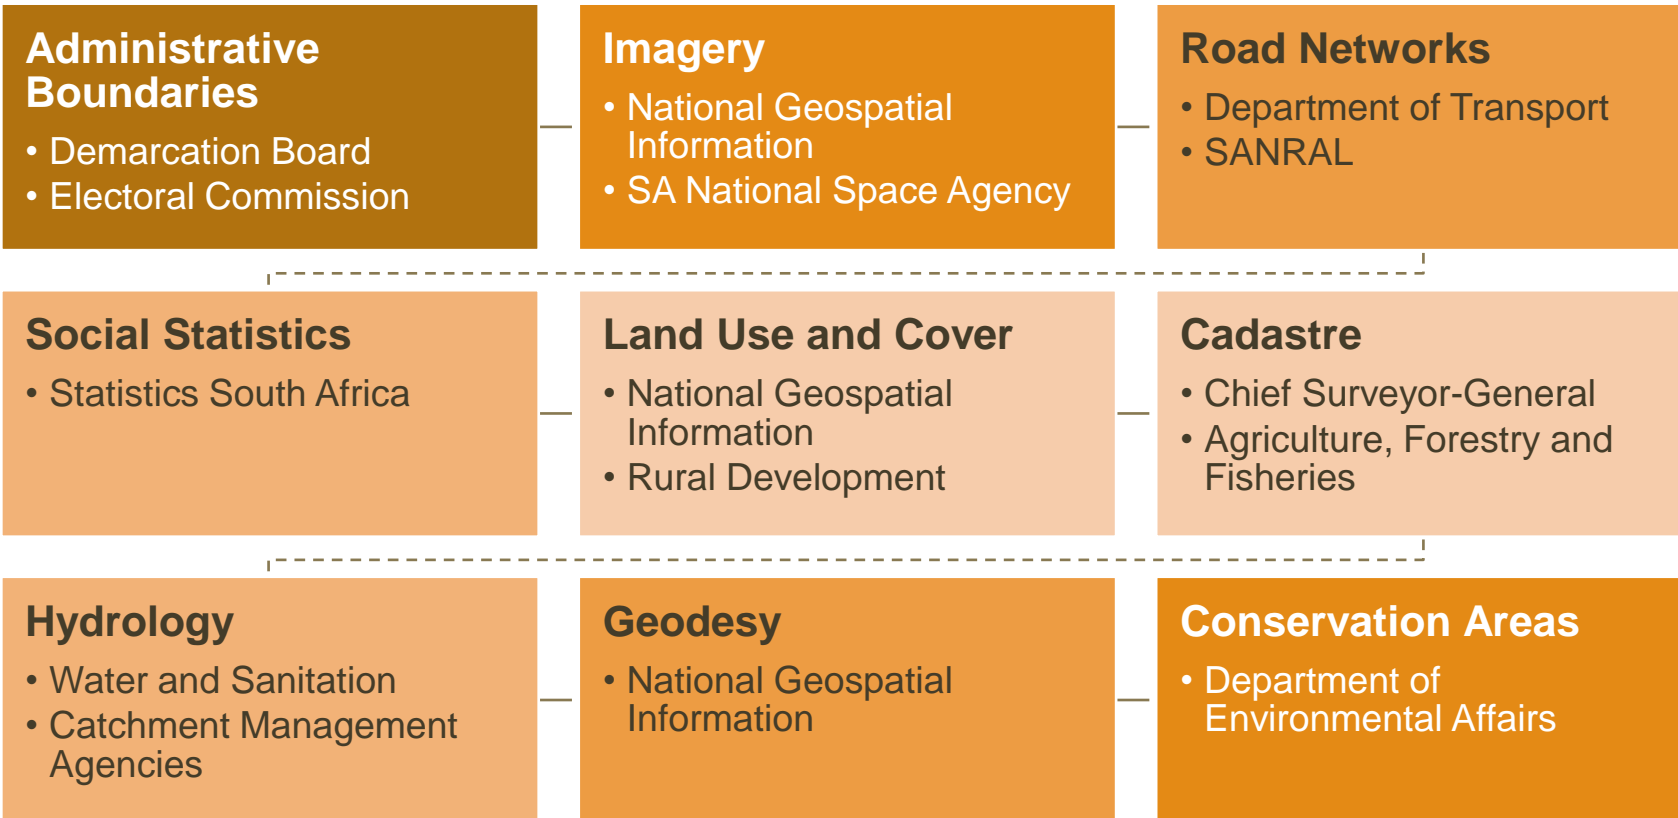 Administrative
Boundaries
• Demarcation Board
• Electoral Commission
Imagery
• National Geospatial
Information
• SA National Space Agency
Road Networks
• Department of Transport
• SANRAL
Social Statistics
• Statistics South Africa
Land Use and Cover
• National Geospatial
Information
• Rural Development
Cadastre
• Chief Surveyor-General
• Agriculture, Forestry and
Fisheries
Hydrology
• Water and Sanitation
• Catchment Management
Agencies
Geodesy
• National Geospatial
Information
Conservation Areas
• Department of
Environmental Affairs